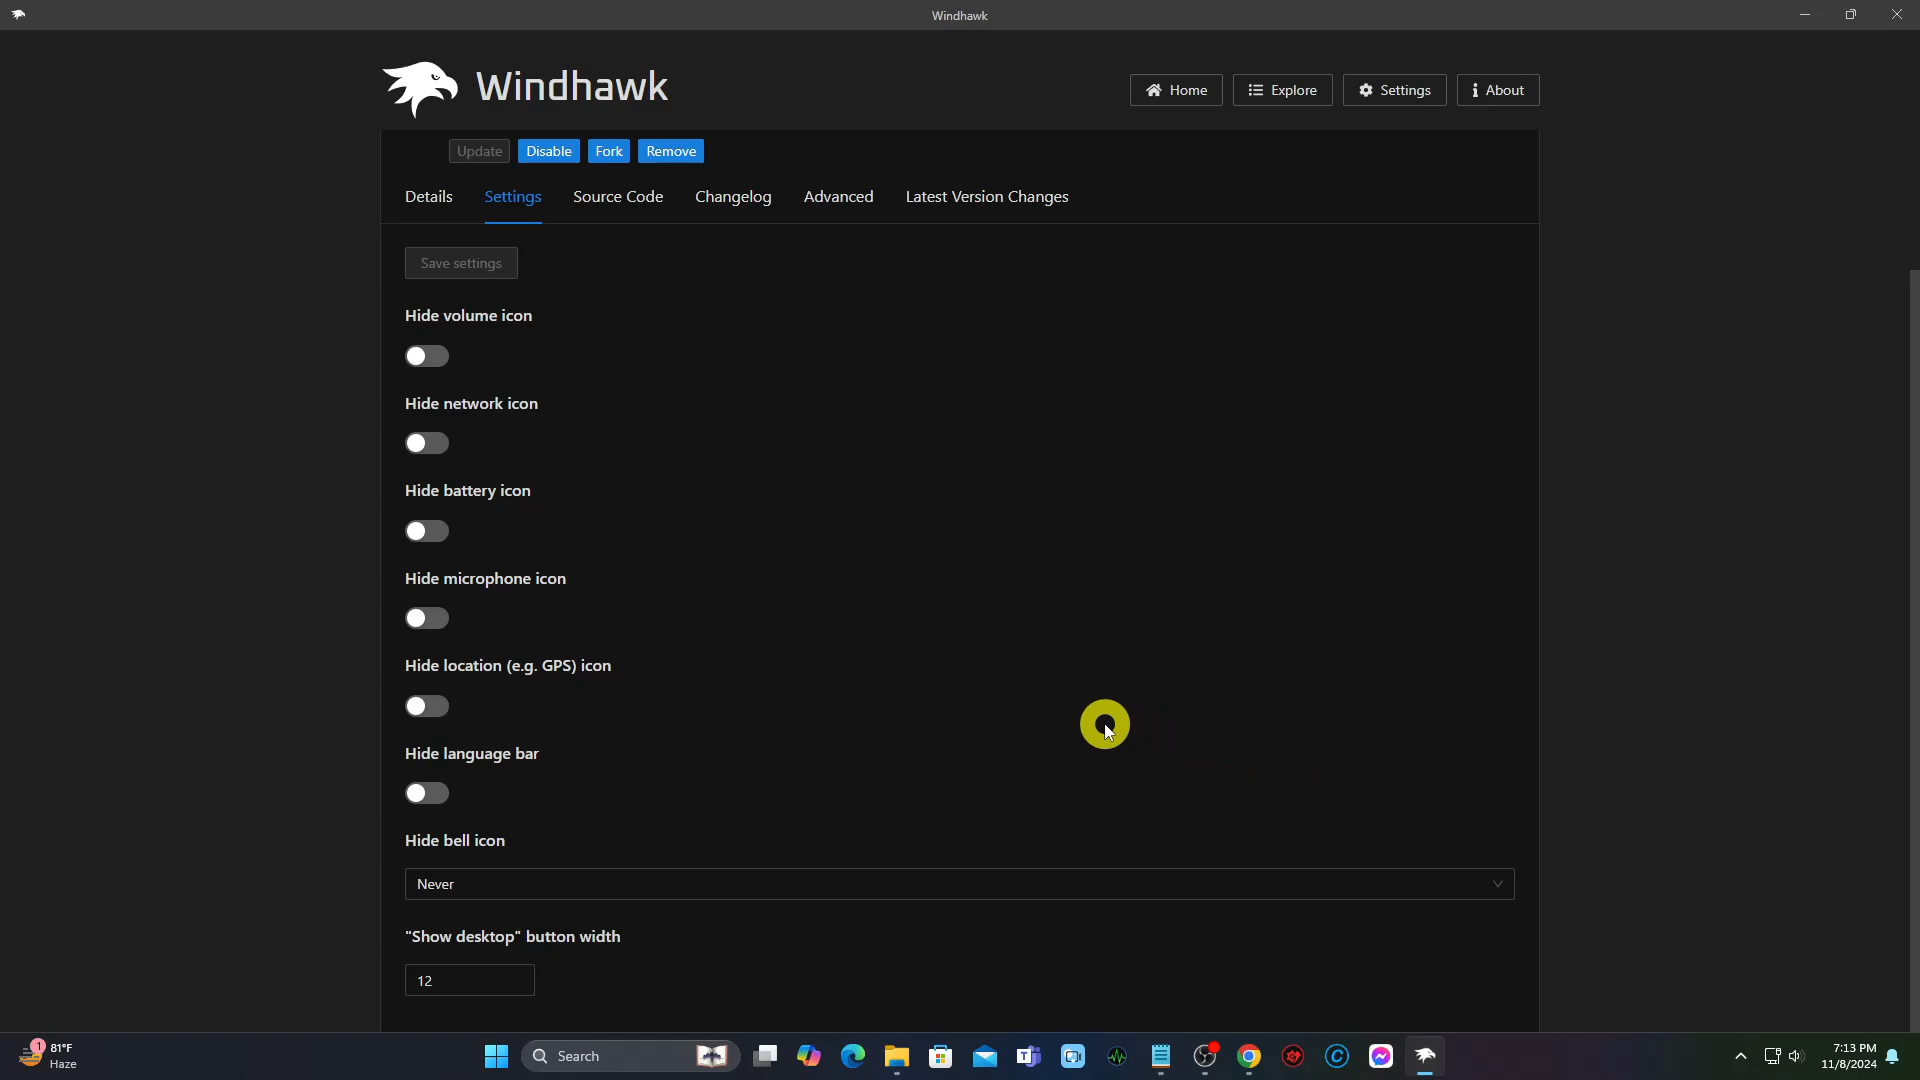 Windhawk
Windhawk
Home
Explore
Settings
About
Update
Disable
Fork
Remove
Details
Settings
Source Code
Changelog
Advanced
Latest Version Changes
Save settings
Hide volume icon
Hide network icon
Hide battery icon
Hide microphone icon
Hide location (e.g. GPS) icon
Hide language bar
Hide bell icon
Never
"Show desktop" button width
12
1
81°F
Haze
Search
7:13 PM
11/8/2024